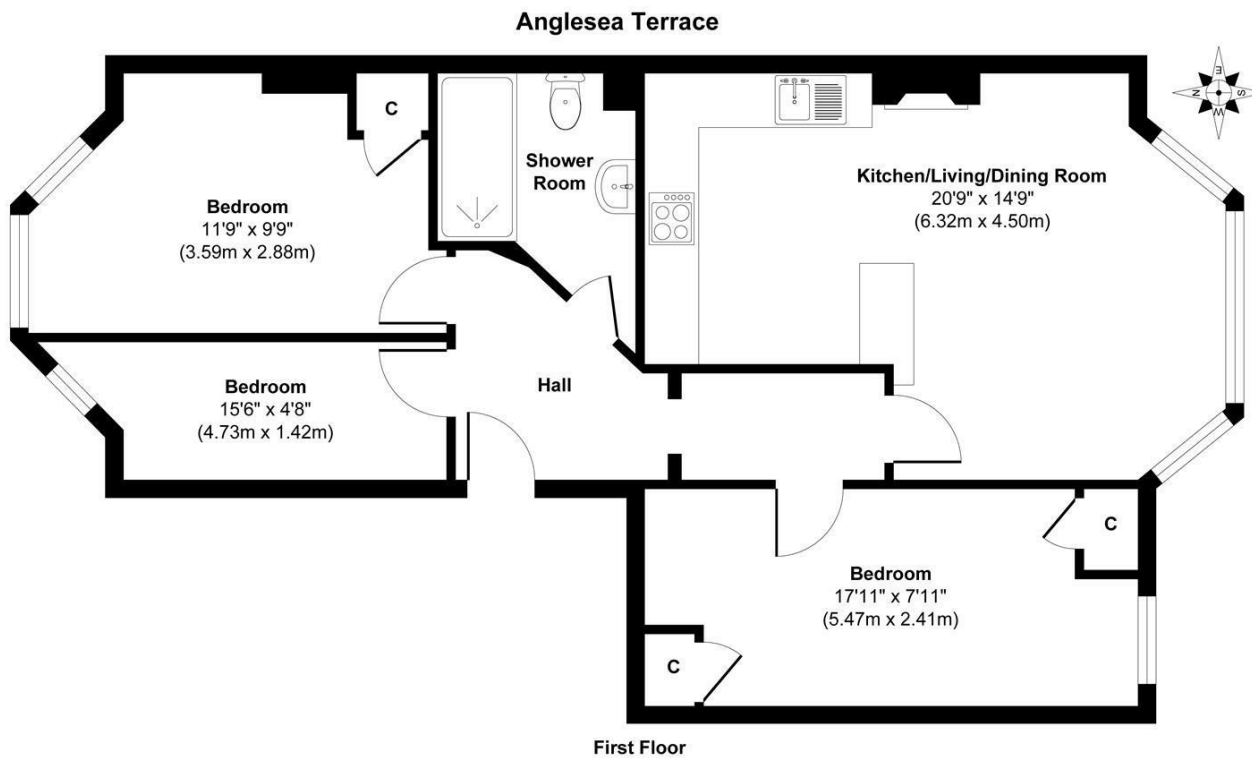 Anglesea Terrace
E
N
S
W
C
Shower
Room
Kitchen/Living/Dining Room
20'9" x 14'9"
(6.32m x 4.50m)
Bedroom
11'9" x 9'9"
(3.59m x 2.88m)
Bedroom
15'6" x 4'8"
(4.73m x 1.42m)
Hall
C
Bedroom
17'11" x 7'11"
(5.47m x 2.41m)
C
First Floor